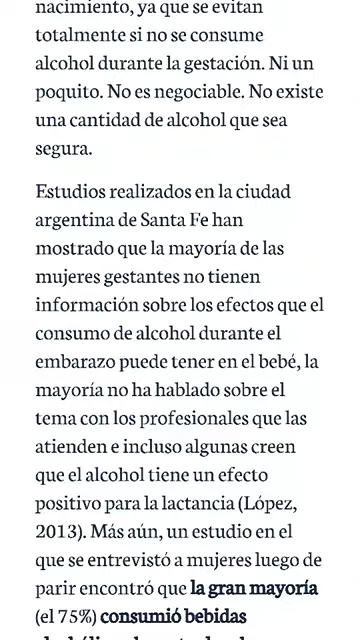 nacimiento, ya que se evitan
totalmente si no se consume
alcohol durante la gestación. Ni un
poquito. No es negociable. No existe
una cantidad de alcohol que sea
segura.
Estudios realizados en la ciudad
argentina de Santa Fe han
mostrado que la mayoría de las
mujeres gestantes no tienen
información sobre los efectos que el
consumo de alcohol durante el
embarazo puede tener en el bebé, la
mayoría no ha hablado sobre el
tema con los profesionales que las
atienden e incluso algunas creen
que el alcohol tiene un efecto
positivo para la lactancia (López,
2013). Más aún, un estudio en el
que se entrevistó a mujeres luego de
parir encontró que la gran mayoría
(el 75%) consumió bebidas